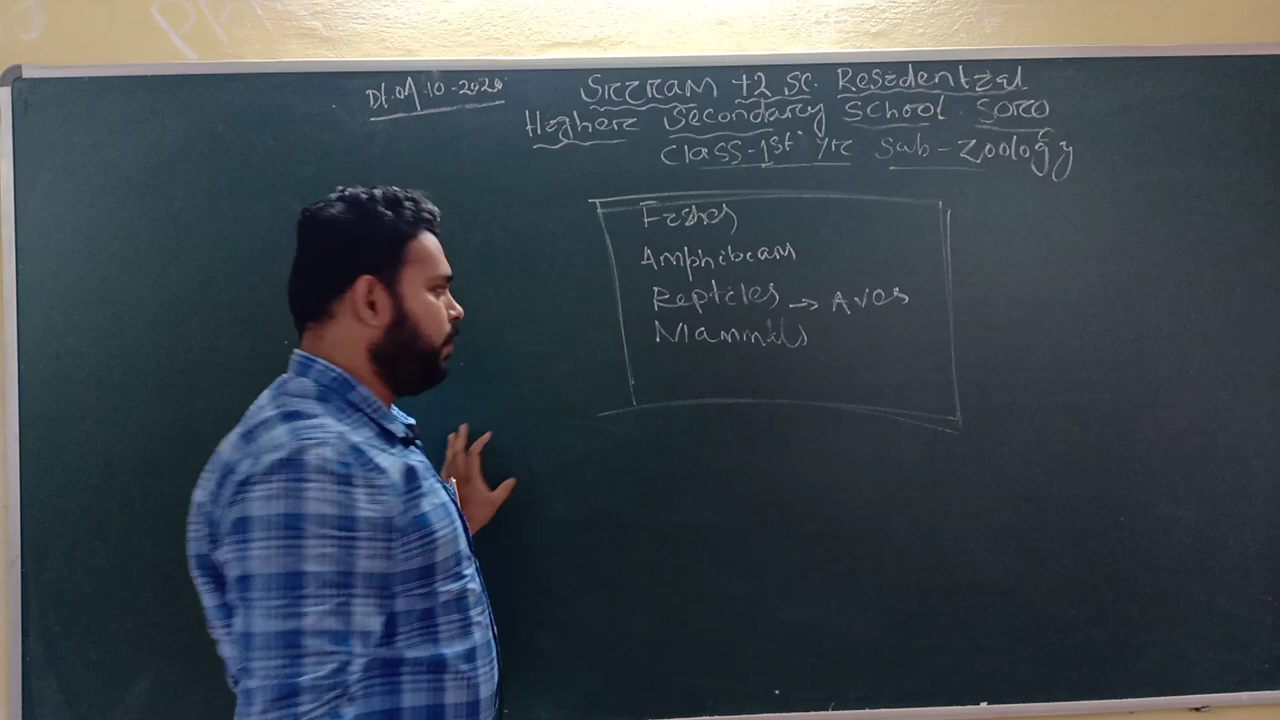 Dt.09.10-2020
Sriram +2 sc. Residential
Higher Secondary School. Soro
Class-1st Yr Sub-Zoology
Fishes
Amphibeam
Reptiles → Aves
Mammals